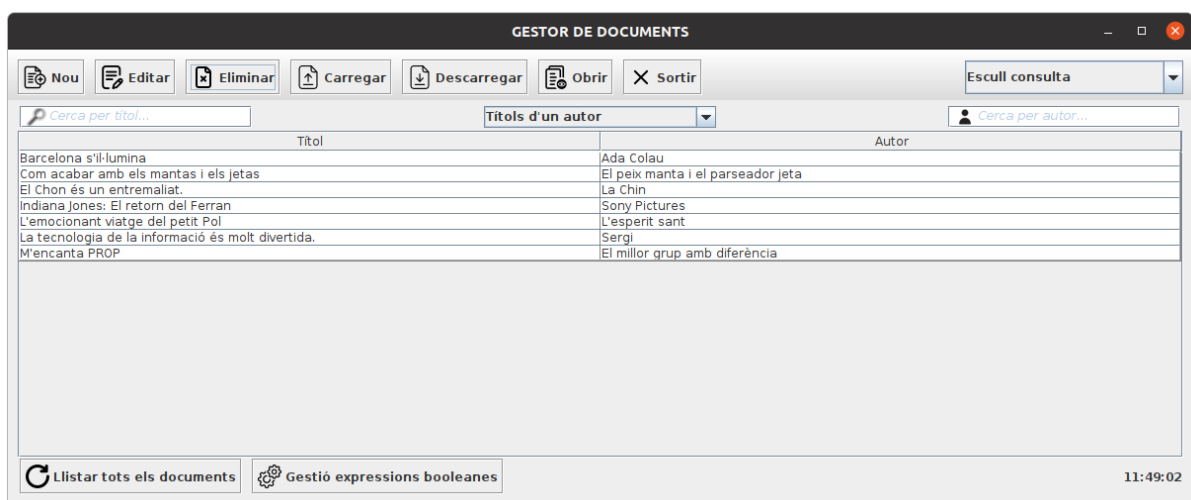 GESTOR DE DOCUMENTS
Nou Editar Eliminar Carregar Descarregar Obrir Sortir Escull consulta
Cerca per títol... Títols d'un autor Cerca per autor...
Títol Autor
Barcelona s'il·lumina Ada Colau
Com acabar amb els mantas i els jetas El peix manta i el parseador jeta
El Chon és un entremaliat. La Chin
Indiana Jones: El retorn del Ferran Sony Pictures
L'emocionant viatge del petit Pol L'esperit sant
La tecnologia de la informació és molt divertida. Sergi
M'encanta PROP El millor grup amb diferència
Llistar tots els documents Gestió expressions booleanes 11:49:02